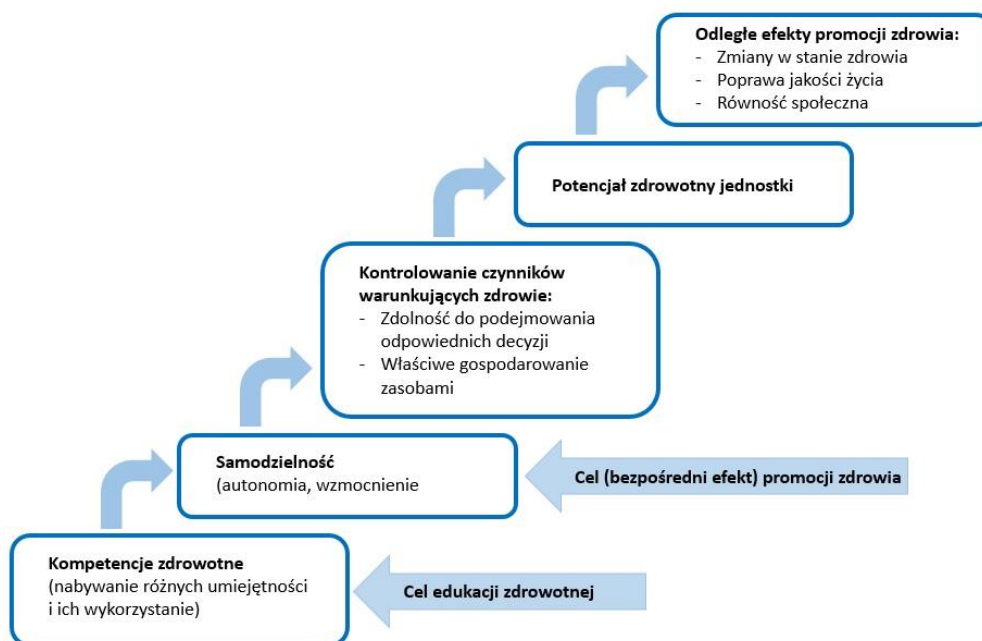 Odległe efekty promocji zdrowia:
- Zmiany w stanie zdrowia
- Poprawa jakości życia
- Równość społeczna
Potencjał zdrowotny jednostki
Kontrolowanie czynników
warunkujących zdrowie:
- Zdolność do podejmowania
odpowiednich decyzji
- Właściwe gospodarowanie
zasobami
Samodzielność
(autonomia, wzmocnienie
Cel (bezpośredni efekt) promocji zdrowia
Kompetencje zdrowotne
(nabywanie różnych umiejętności
i ich wykorzystanie)
Cel edukacji zdrowotnej